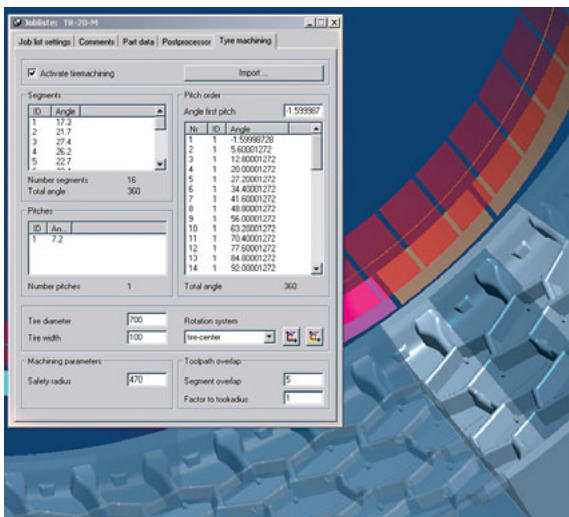 Jobliste: TR-20-M
Job list settings Comments Part data Postprocessor Tyre machining
Activate tiremachining
Import ...
Segments
ID Angle
1 17.3
2 21.7
3 27.4
4 26.2
5 22.7
Number segments 16
Total angle 360
Pitches
ID An...
1 7.2
Number pitches 1
Pitch order
Angle first pitch -1.599987
Nr ID Angle
1 1 -1.59998728
2 1 5.60001272
3 1 12.80001272
4 1 20.00001272
5 1 27.20001272
6 1 34.40001272
7 1 41.60001272
8 1 48.80001272
9 1 56.00001272
10 1 63.20001272
11 1 70.40001272
12 1 77.60001272
13 1 84.80001272
14 1 92.00001272
Total angle 360
Tire diameter 700
Tire width 100
Rotation system
tire-center
Machining parameters
Safety radius 470
Toolpath overlap
Segment overlap 5
Factor to toolradius 1